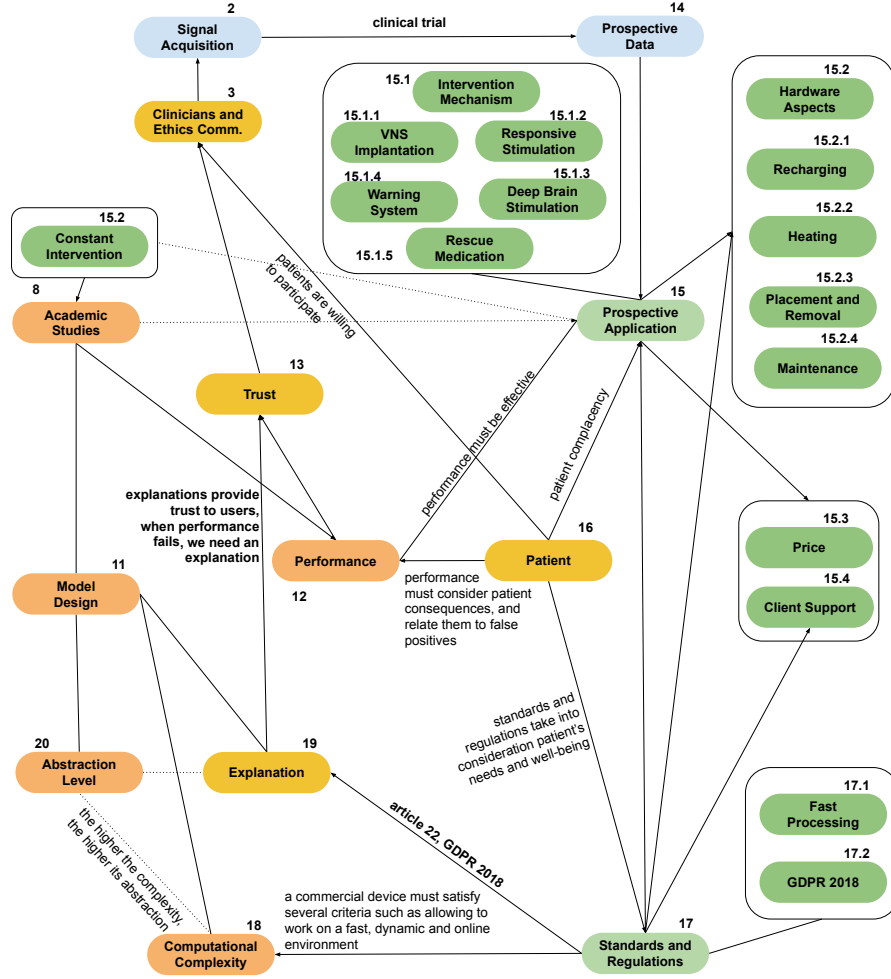 2
Signal
Acquisition
clinical trial
14
Prospective
Data
3
Clinicians and
Ethics Comm.
15.1
Intervention
Mechanism
15.1.1
VNS
Implantation
15.1.2
Responsive
Stimulation
15.1.4
Warning
System
15.1.3
Deep Brain
Stimulation
15.1.5
Rescue
Medication
15.2
Hardware
Aspects
15.2.1
Recharging
15.2.2
Heating
15.2.3
Placement and
Removal
15.2.4
Maintenance
15.2
Constant
Intervention
8
Academic
Studies
patients are willing
to participate
15
Prospective
Application
13
Trust
performance must be effective
patient complacency
explanations provide
trust to users,
when performance
fails, we need an
explanation
Performance
12
16
Patient
performance
must consider patient
consequences, and
relate them to false
positives
15.3
Price
15.4
Client Support
11
Model
Design
standards and
regulations take into
consideration patient's
needs and well-being
20
Abstraction
Level
19
Explanation
article 22, GDPR 2018
the higher the complexity,
the higher its abstraction
17.1
Fast
Processing
17.2
GDPR 2018
a commercial device must satisfy
several criteria such as allowing to
work on a fast, dynamic and online
environment
18
Computational
Complexity
17
Standards and
Regulations